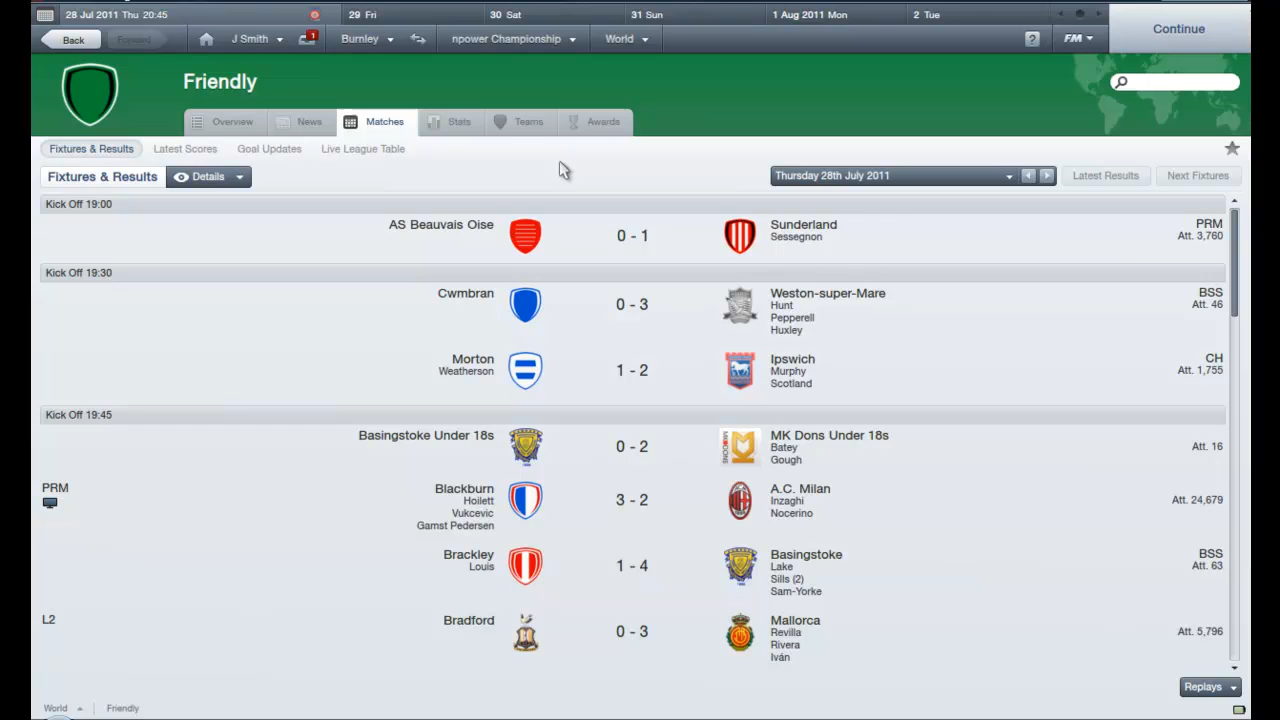 28 Jul 2011 Thu 20:45 29 Fri 30 Sat 31 Sun 1 Aug 2011 Mon 2 Tue
Back Forward J Smith 1 Burnley npower Championship World ? FM Continue
Friendly
Overview News Matches Stats Teams Awards
Fixtures & Results Latest Scores Goal Updates Live League Table
Fixtures & Results Details Thursday 28th July 2011 Latest Results Next Fixtures
Kick Off 19:00
AS Beauvais Oise 0 - 1 Sunderland PRM
Sessegnon Att. 3,760
Kick Off 19:30
Cwmbran 0 - 3 Weston-super-Mare BSS
Hunt Att. 46
Pepperell
Huxley
Morton 1 - 2 Ipswich CH
Weatherson Murphy Att. 1,755
Scotland
Kick Off 19:45
Basingstoke Under 18s 0 - 2 MK Dons Under 18s
Batey Att. 16
Gough
PRM Blackburn 3 - 2 A.C. Milan
Hoilett Inzaghi Att. 24,679
Vukcevic Nocerino
Gamst Pedersen
Brackley 1 - 4 Basingstoke BSS
Louis Lake Att. 63
Sills (2)
Sam-Yorke
L2 Bradford 0 - 3 Mallorca
Revilla Att. 5,796
Rivera
Iván
Replays
World Friendly